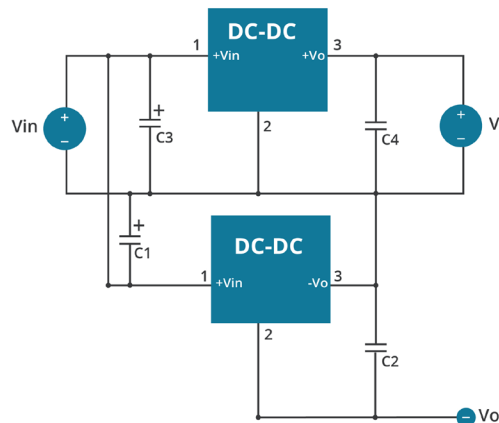 DC-DC
1 +Vin +Vo 3
2
Vin + −
+ C3
C4
+ − V
+ C1
DC-DC
1 +Vin -Vo 3
2
C2
− Vo